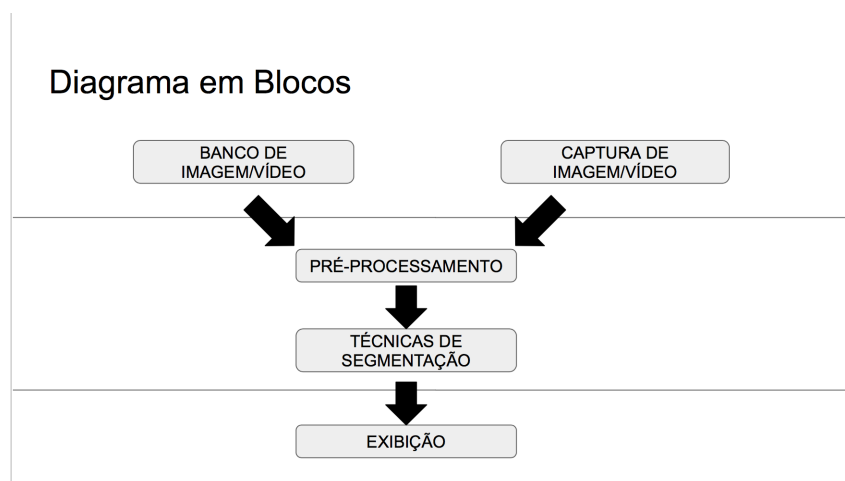 Diagrama em Blocos
BANCO DE
IMAGEM/VÍDEO
CAPTURA DE
IMAGEM/VÍDEO
PRÉ-PROCESSAMENTO
TÉCNICAS DE
SEGMENTAÇÃO
EXIBIÇÃO